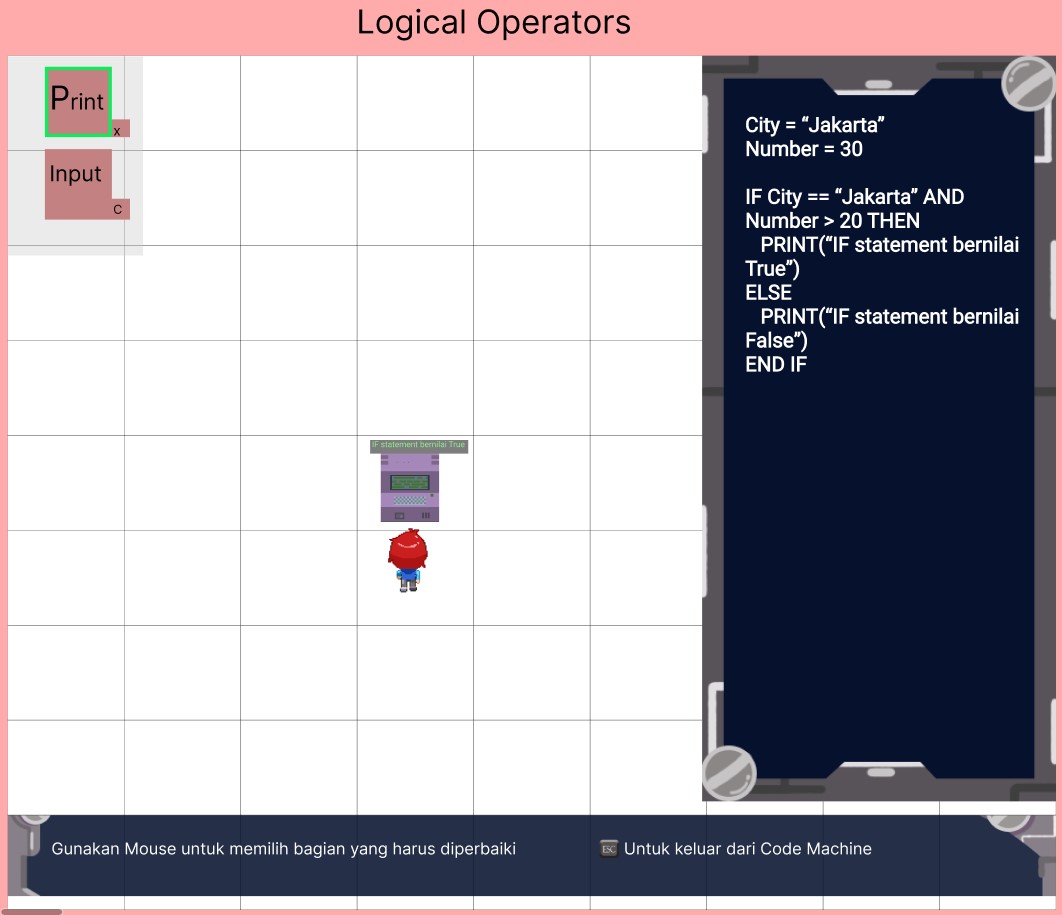 Logical Operators
Print
x
Input
C
City = “Jakarta”
Number = 30
IF City == “Jakarta” AND
Number > 20 THEN
PRINT(“IF statement bernilai
True”)
ELSE
PRINT(“IF statement bernilai
False”)
END IF
IF statement bernilai True
Gunakan Mouse untuk memilih bagian yang harus diperbaiki
ESC Untuk keluar dari Code Machine